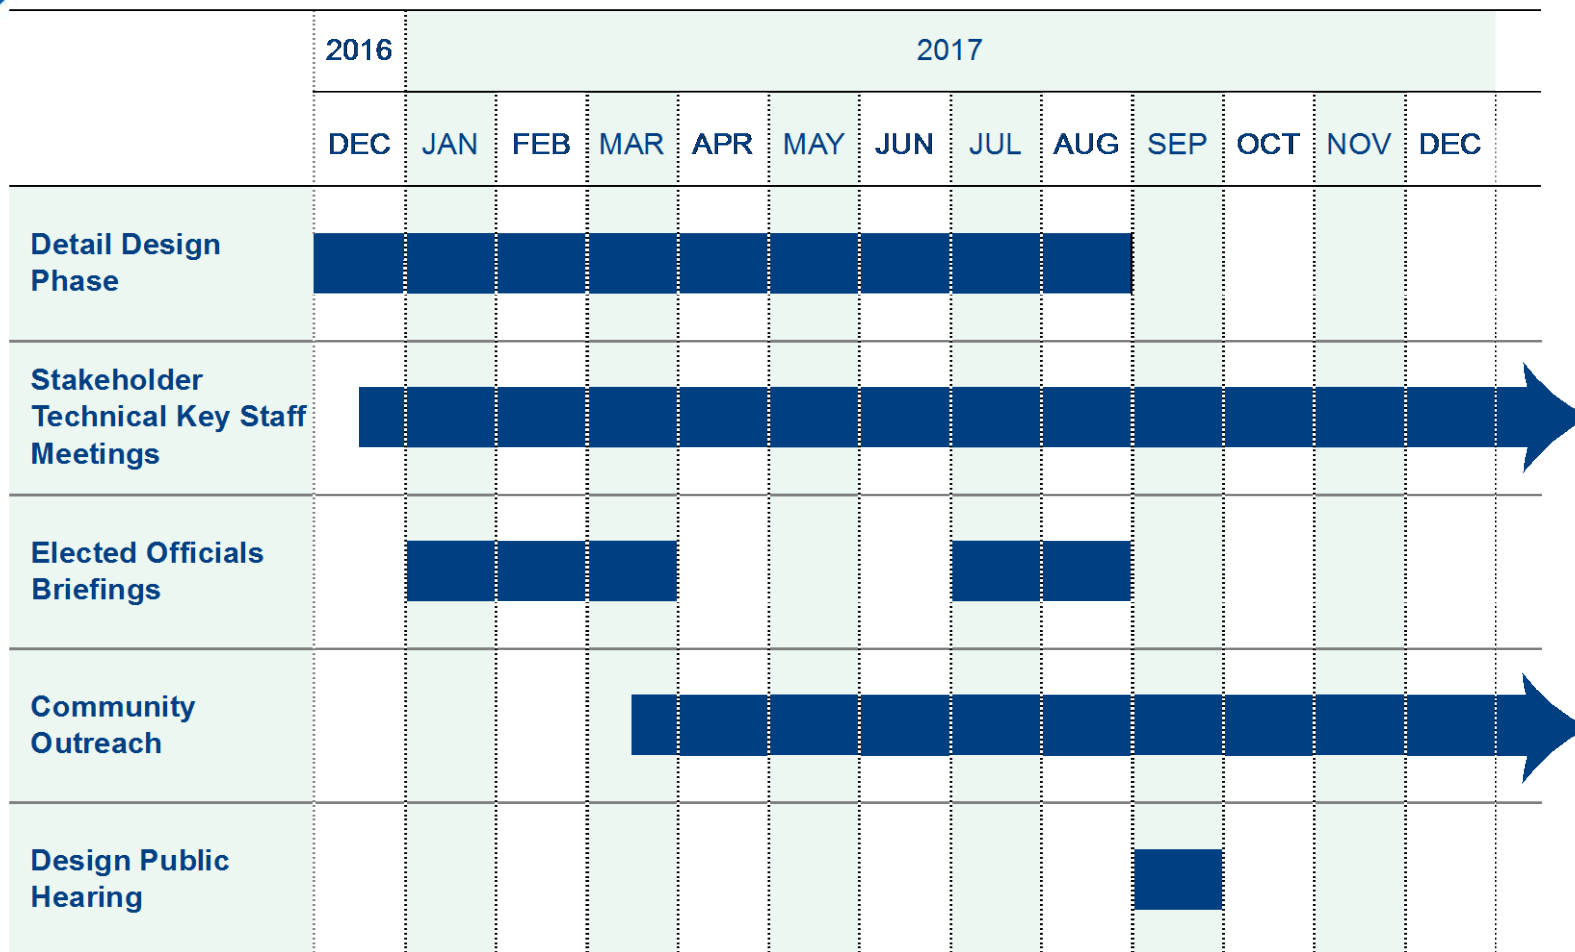 2016 2017
DEC JAN FEB MAR APR MAY JUN JUL AUG SEP OCT NOV DEC
Detail Design
Phase
Stakeholder
Technical Key Staff
Meetings
Elected Officials
Briefings
Community
Outreach
Design Public
Hearing